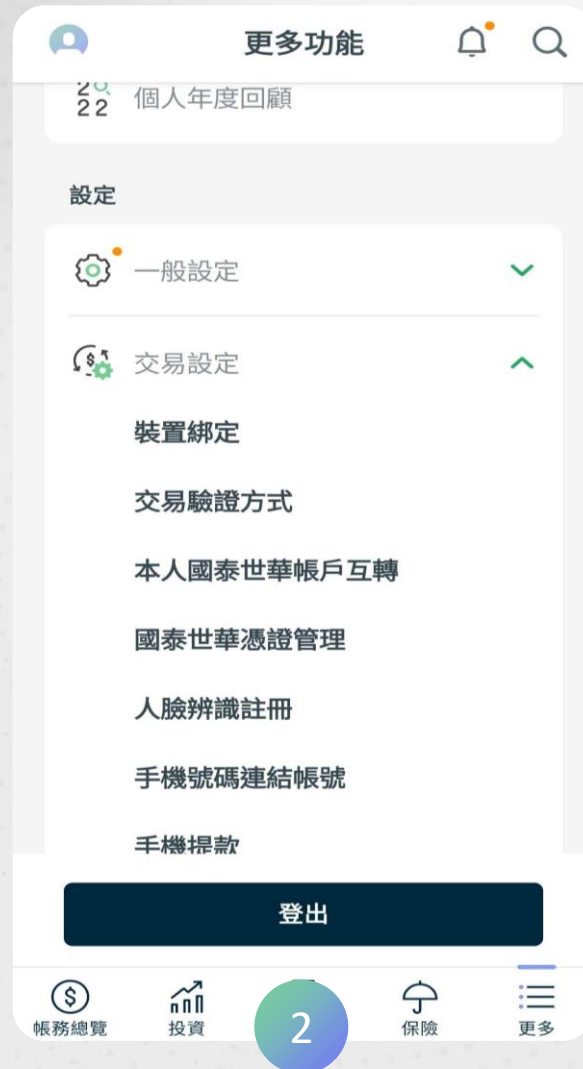 更多功能
個人年度回顧
2022
設定
一般設定
交易設定
裝置綁定
交易驗證方式
本人國泰世華帳戶互轉
國泰世華憑證管理
人臉辨識註冊
手機號碼連結帳號
手機提款
登出
帳務總覽
投資
2
保險
更多